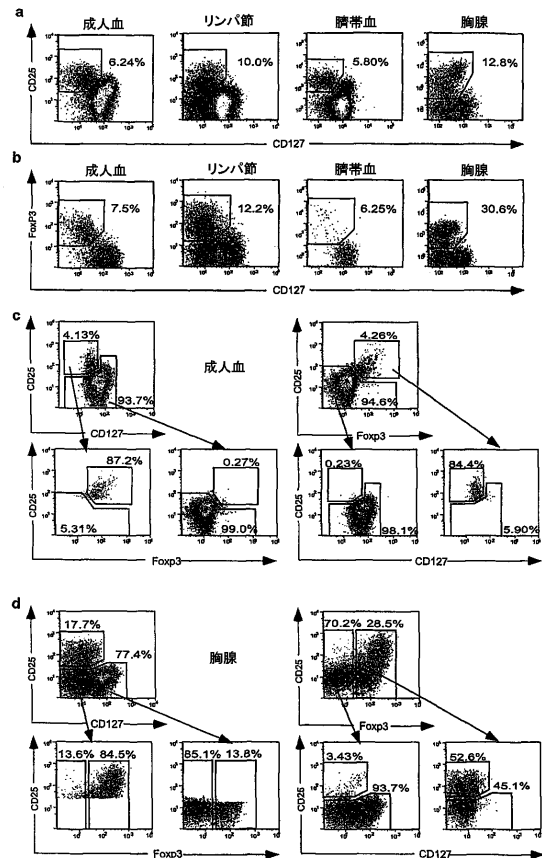 a
成人血 リンパ節 臍帯血 胸腺
6.24% 10.0% 5.80% 12.8%
CD25
CD127
b
成人血 リンパ節 臍帯血 胸腺
7.5% 12.2% 6.25% 30.6%
FoxP3
CD127
c
4.13% 4.26%
CD25 成人血 CD25
93.7% 94.6%
CD127 Foxp3
87.2% 0.27% 0.23% 84.4%
CD25 CD25
5.31% 99.0% 98.1% 5.90%
Foxp3 CD127
d
17.7% 70.2% 28.5%
77.4%
CD25 胸腺 CD25
CD127 Foxp3
13.6% 84.5% 85.1% 13.8% 3.43% 52.6%
93.7% 45.1%
CD25 CD25
Foxp3 CD127